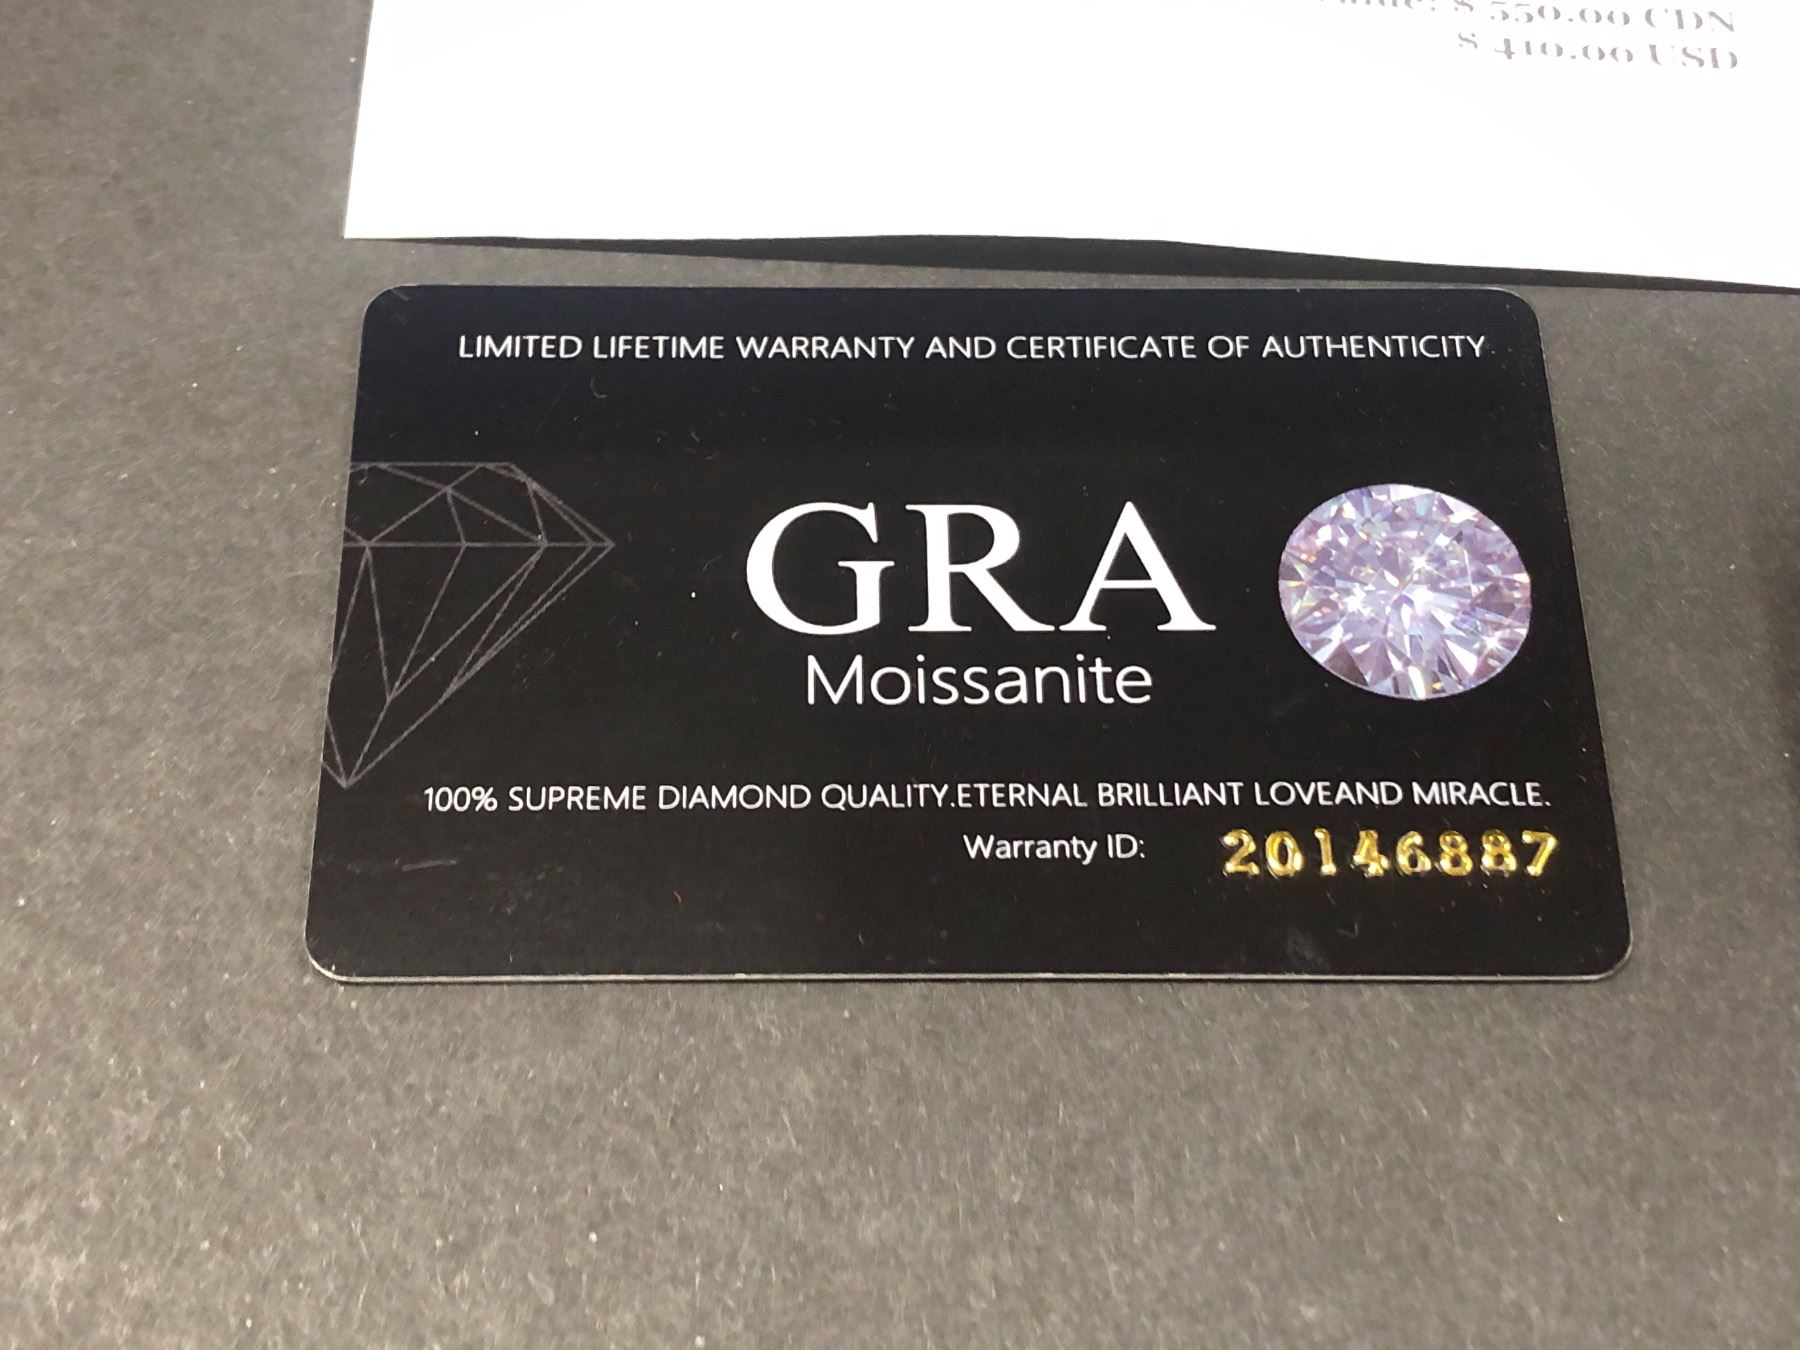 $ 550.00 CDN
$ 410.00 USD
LIMITED LIFETIME WARRANTY AND CERTIFICATE OF AUTHENTICITY
GRA
Moissanite
100% SUPREME DIAMOND QUALITY.ETERNAL BRILLIANT LOVEAND MIRACLE.
Warranty ID: 20146887